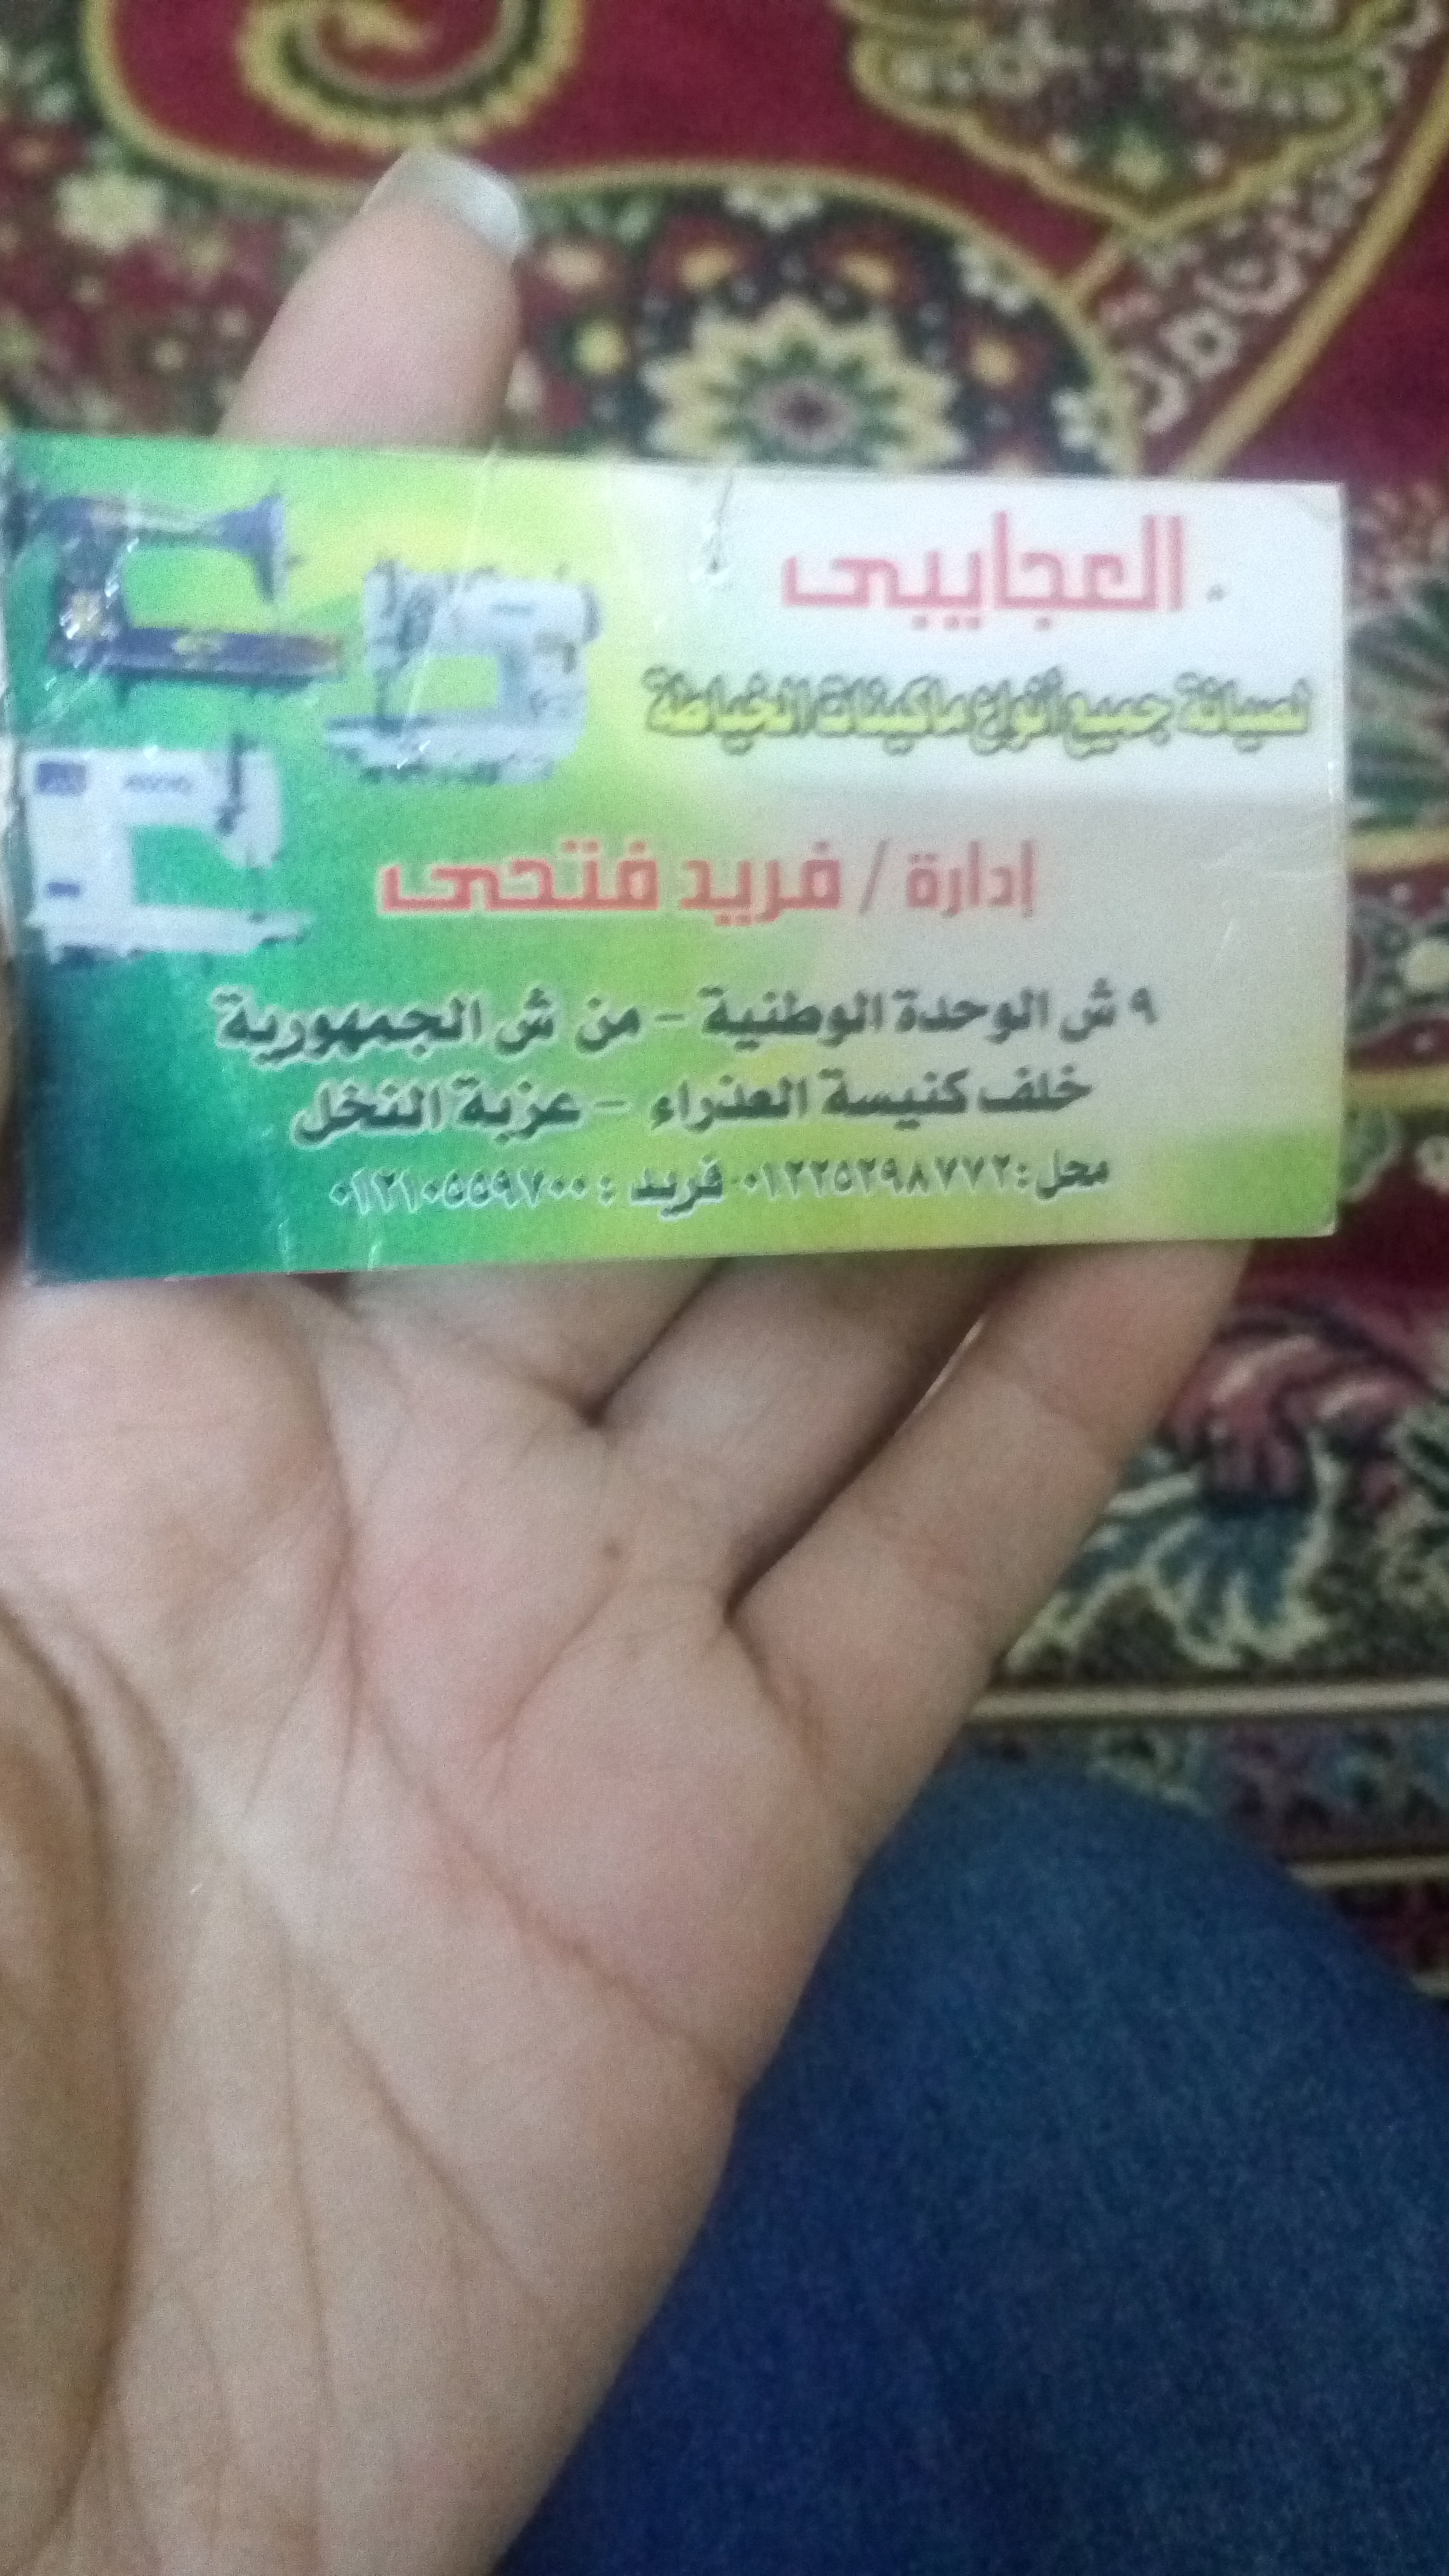 العجايبى
لصيانة جميع أنواع ماكينات الخياطة
إدارة / فريد فتحى
٩ ش الوحدة الوطنية - من ش الجمهورية
خلف كنيسة العذراء - عزبة النخل
محل : ٠١٢٢٥٢٩٨٧٧٢ فريد : ٠١٢١٠٥٥٩٧٠٠